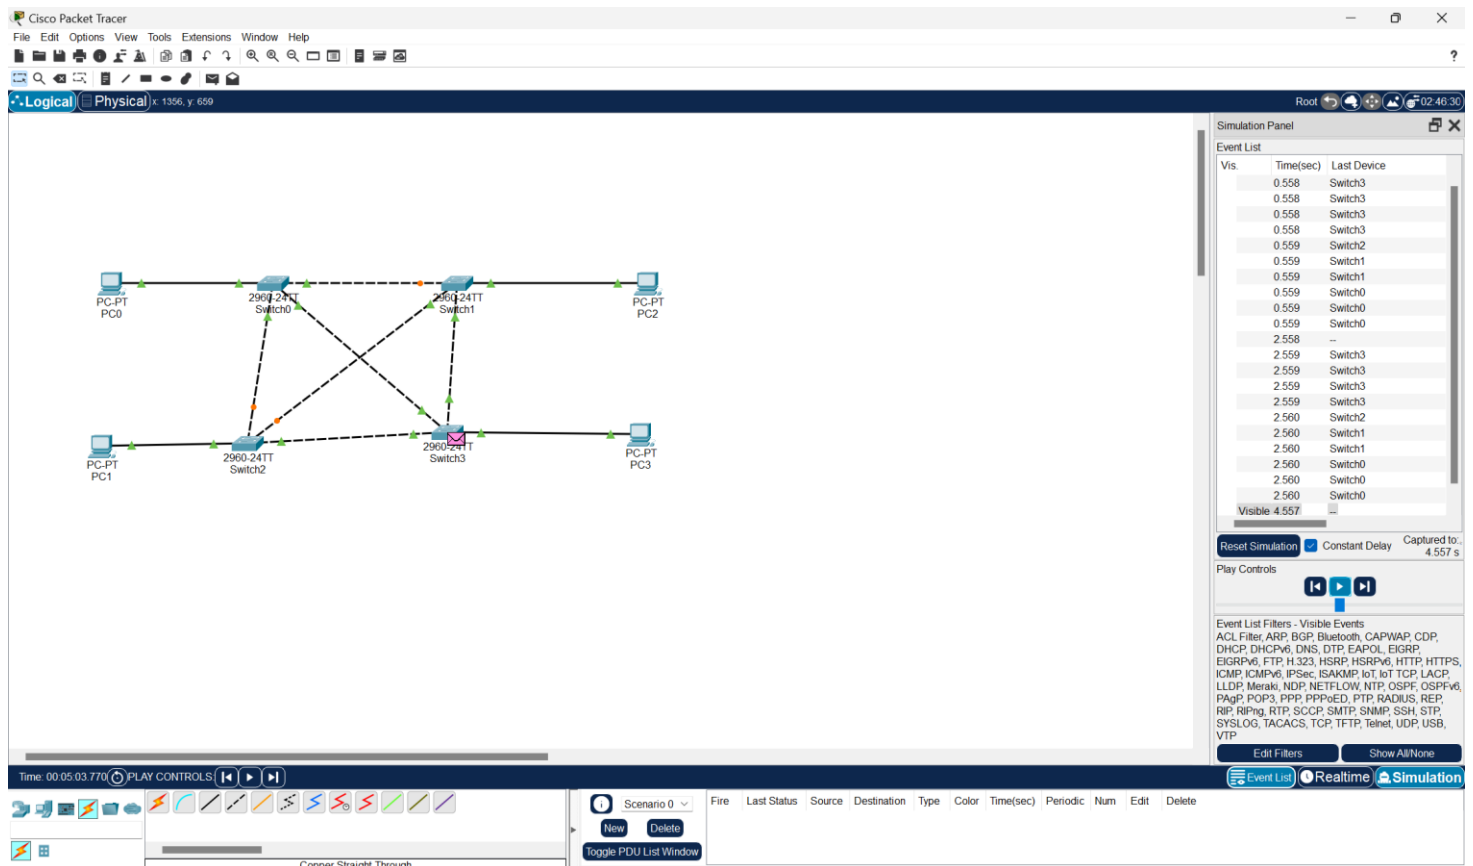 Cisco Packet Tracer
File Edit Options View Tools Extensions Window Help
?
Logical Physical x: 1356, y: 659 Root 02:46:30
Simulation Panel
Event List
Vis. Time(sec) Last Device
0.558 Switch3
0.558 Switch3
0.558 Switch3
0.558 Switch3
0.559 Switch2
0.559 Switch1
0.559 Switch1
0.559 Switch0
0.559 Switch0
0.559 Switch0
2.558 --
2.559 Switch3
2.559 Switch3
2.559 Switch3
2.559 Switch3
2.560 Switch2
2.560 Switch1
2.560 Switch1
2.560 Switch0
2.560 Switch0
2.560 Switch0
Visible 4.557 --
Reset Simulation Constant Delay Captured to:
4.557 s
Play Controls
Event List Filters - Visible Events
ACL Filter, ARP, BGP, Bluetooth, CAPWAP, CDP,
DHCP, DHCPv6, DNS, DTP, EAPOL, EIGRP,
EIGRPv6, FTP, H.323, HSRP, HSRPv6, HTTP, HTTPS,
ICMP, ICMPv6, IPSec, ISAKMP, IoT, IoT TCP, LACP,
LLDP, Meraki, NDP, NETFLOW, NTP, OSPF, OSPFv6,
PAgP, POP3, PPP, PPPoED, PTP, RADIUS, REP,
RIP, RIPng, RTP, SCCP, SMTP, SNMP, SSH, STP,
SYSLOG, TACACS, TCP, TFTP, Telnet, UDP, USB,
VTP
Edit Filters Show All/None
PC-PT
PC0
2960-24TT
Switch0
2960-24TT
Switch1
PC-PT
PC2
PC-PT
PC1
2960-24TT
Switch2
2960-24TT
Switch3
PC-PT
PC3
Time: 00:05:03.770 PLAY CONTROLS: Event List Realtime Simulation
Scenario 0
New Delete
Toggle PDU List Window
Fire Last Status Source Destination Type Color Time(sec) Periodic Num Edit Delete
Copper Straight-Through